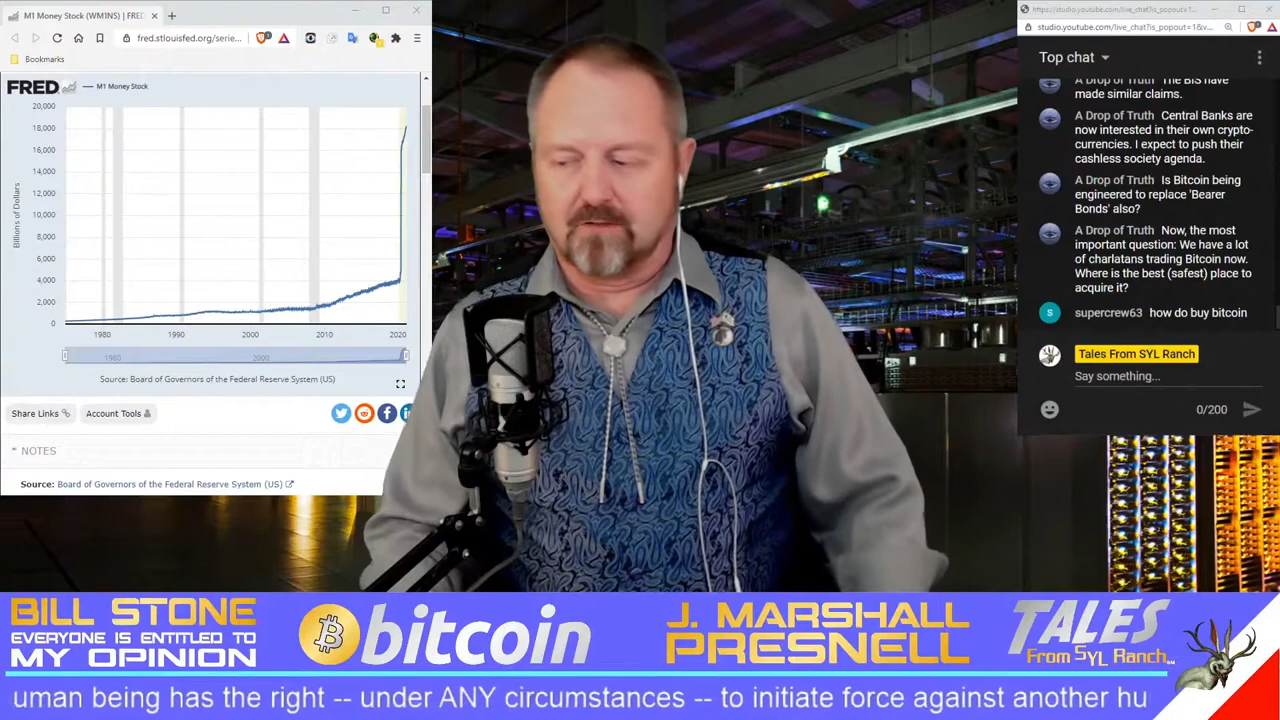 M1 Money Stock (WM1NS) | FRED
fred.stlouisfed.org/serie...
Bookmarks
FRED
M1 Money Stock
20,000
18,000
16,000
14,000
12,000
10,000
8,000
6,000
4,000
2,000
0
Billions of Dollars
1980
1990
2000
2010
2020
1980
2000
Source: Board of Governors of the Federal Reserve System (US)
Share Links
Account Tools
NOTES
Source: Board of Governors of the Federal Reserve System (US)
https://studio.youtube.com/live_chat?is_popout=1...
studio.youtube.com/live_chat?is_popout=1&v
Top chat
A Drop of Truth The BIS have
made similar claims.
A Drop of Truth Central Banks are
now interested in their own crypto-
currencies. I expect to push their
cashless society agenda.
A Drop of Truth Is Bitcoin being
engineered to replace 'Bearer
Bonds' also?
A Drop of Truth Now, the most
important question: We have a lot
of charlatans trading Bitcoin now.
Where is the best (safest) place to
acquire it?
S
supercrew63 how do buy bitcoin
Tales From SYL Ranch
Say something...
0/200
BILL STONE
EVERYONE IS ENTITLED TO
MY OPINION
bitcoin
J. MARSHALL
PRESNELL
TALES
From SYL Ranch
uman being has the right -- under ANY circumstances -- to initiate force against another hu